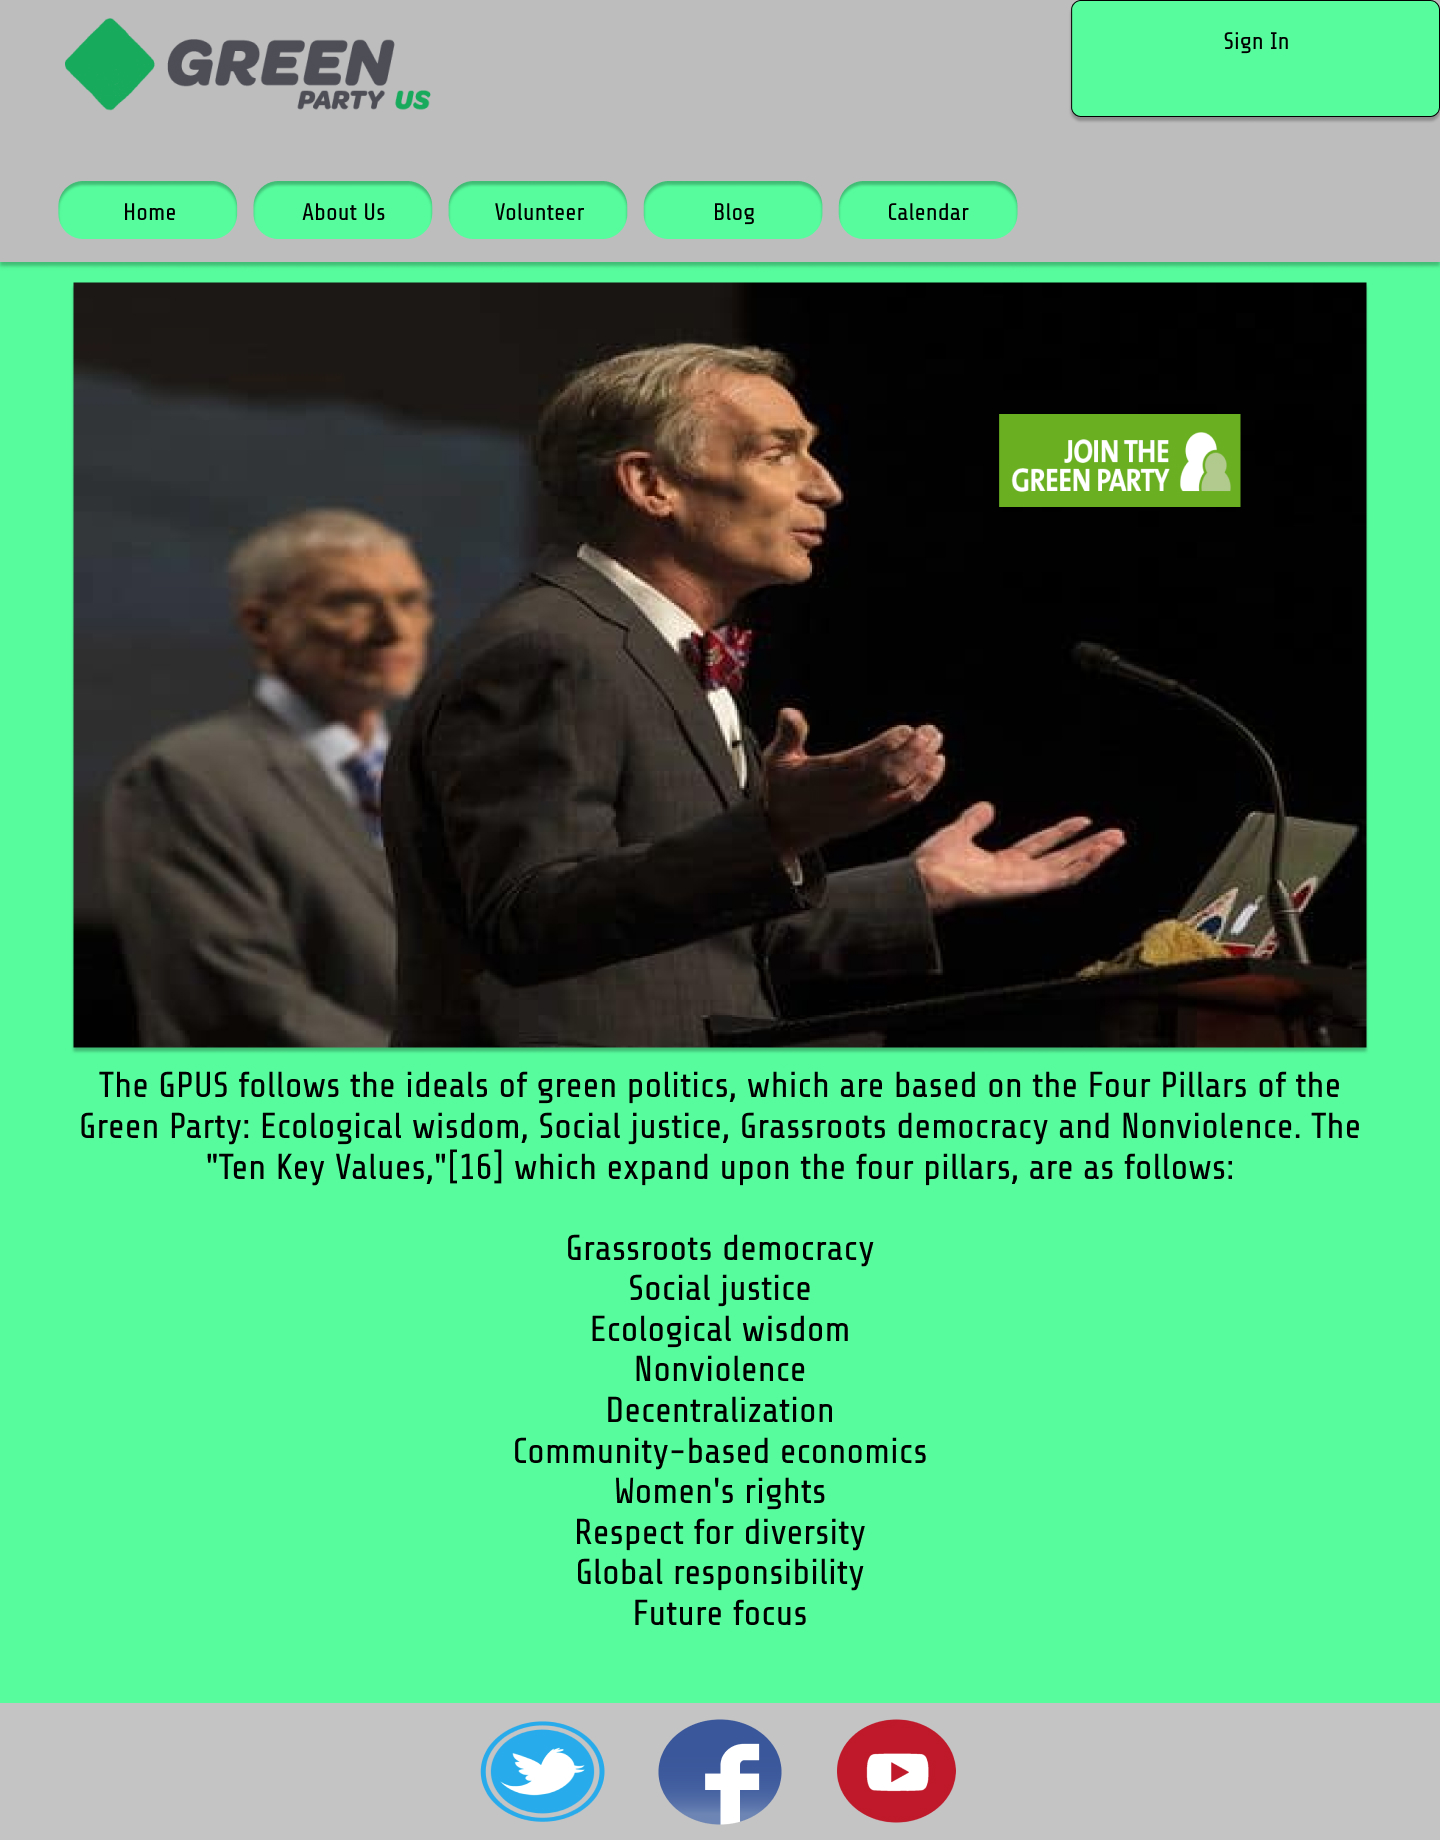 GREEN
PARTY US
Sign In
Home
About Us
Volunteer
Blog
Calendar
JOIN THE
GREEN PARTY
The GPUS follows the ideals of green politics, which are based on the Four Pillars of the
Green Party: Ecological wisdom, Social justice, Grassroots democracy and Nonviolence. The
"Ten Key Values,"[16] which expand upon the four pillars, are as follows:
Grassroots democracy
Social justice
Ecological wisdom
Nonviolence
Decentralization
Community-based economics
Women's rights
Respect for diversity
Global responsibility
Future focus